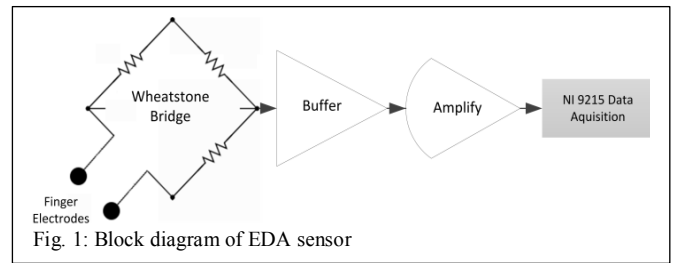 Wheatstone
Bridge
Buffer
Amplify
NI 9215 Data
Aquisition
Finger
Electrodes
Fig. 1: Block diagram of EDA sensor